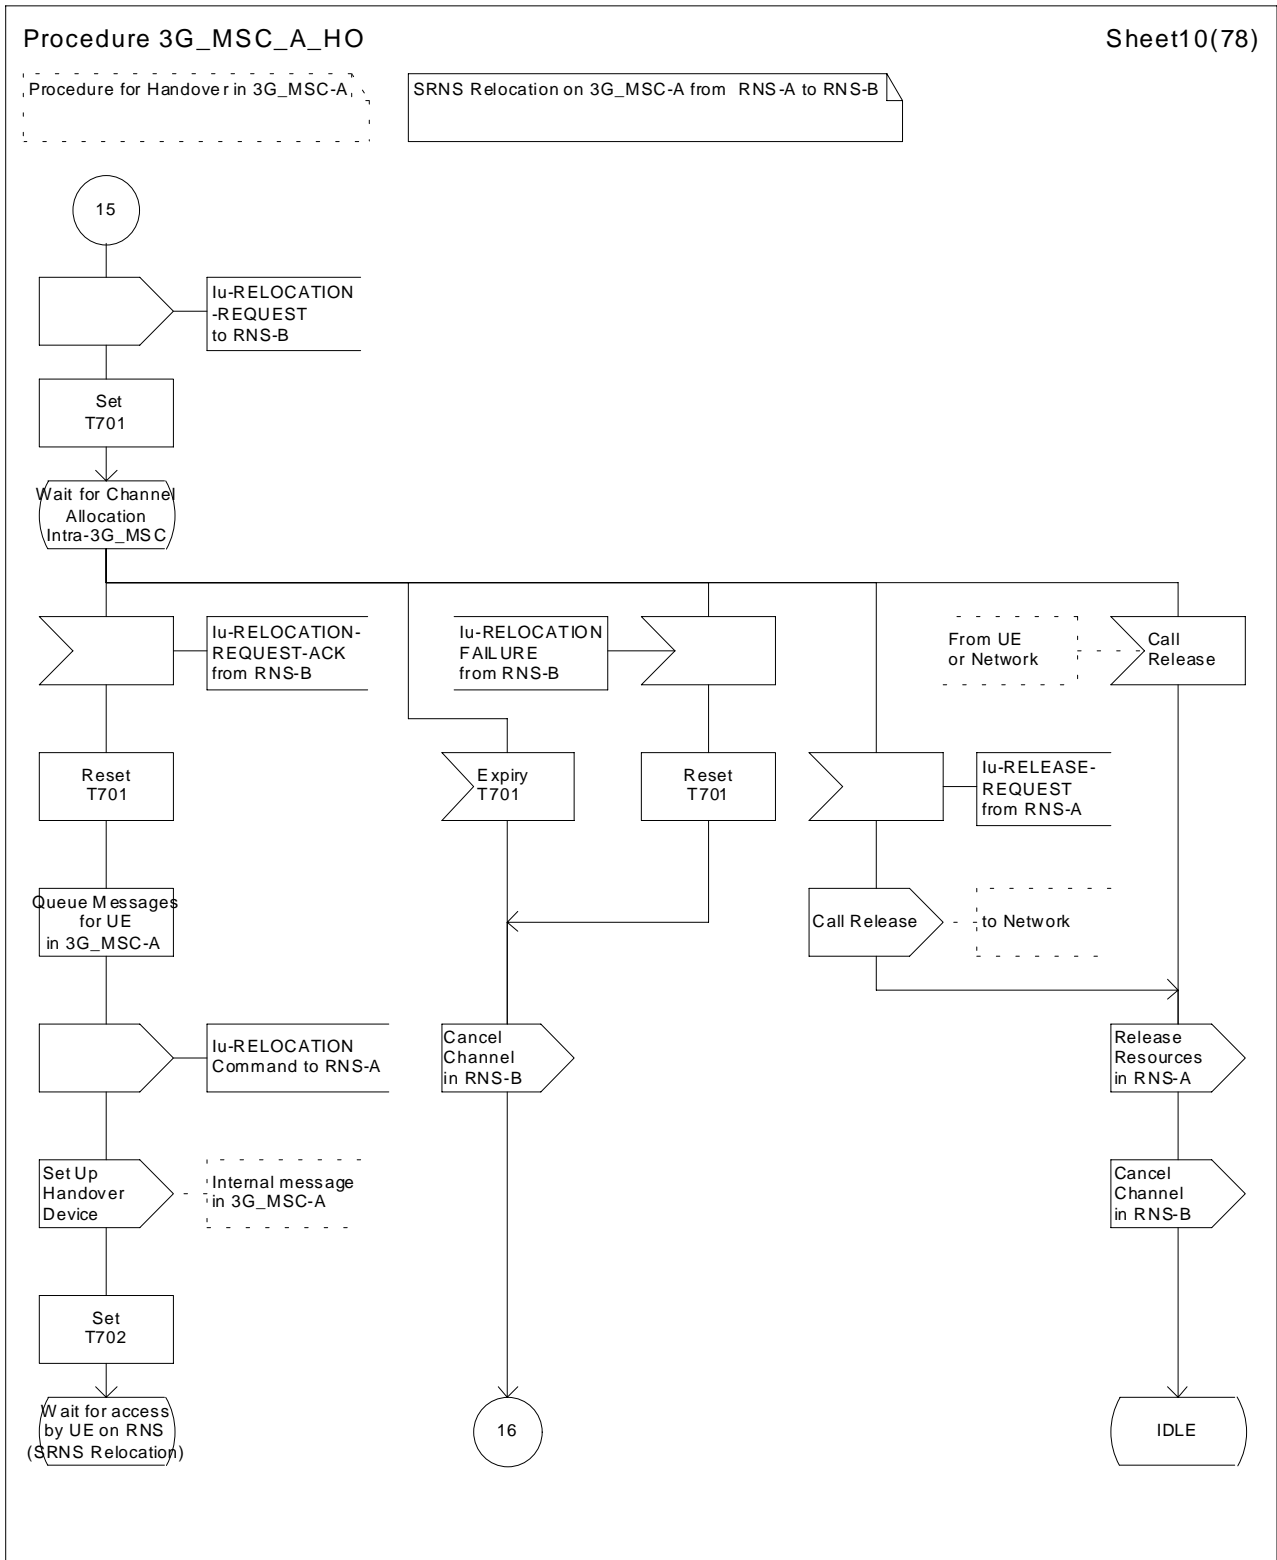 Procedure 3G_MSC_A_HO
Sheet10(78)
Procedure for Handover in 3G_MSC-A
SRNS Relocation on 3G_MSC-A from RNS-A to RNS-B
15
Iu-RELOCATION
-REQUEST
to RNS-B
Set
T701
Wait for Channel
Allocation
Intra-3G_MSC
Iu-RELOCATION-
REQUEST-ACK
from RNS-B
Iu-RELOCATION
FAILURE
from RNS-B
From UE
or Network
Call
Release
Reset
T701
Expiry
T701
Reset
T701
Iu-RELEASE-
REQUEST
from RNS-A
Queue Messages
for UE
in 3G_MSC-A
Call Release
to Network
Iu-RELOCATION
Command to RNS-A
Cancel
Channel
in RNS-B
Release
Resources
in RNS-A
Set Up
Handover
Device
Internal message
in 3G_MSC-A
Cancel
Channel
in RNS-B
Set
T702
Wait for access
by UE on RNS
(SRNS Relocation)
16
IDLE